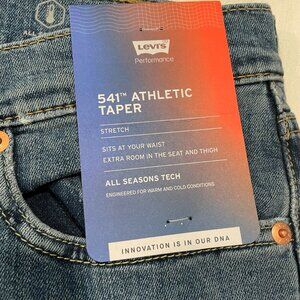 Levi's
Performance
541™ ATHLETIC
TAPER
STRETCH
SITS AT YOUR WAIST
EXTRA ROOM IN THE SEAT AND THIGH
ALL SEASONS TECH
ENGINEERED FOR WARM AND COLD CONDITIONS
INNOVATION IS IN OUR DNA